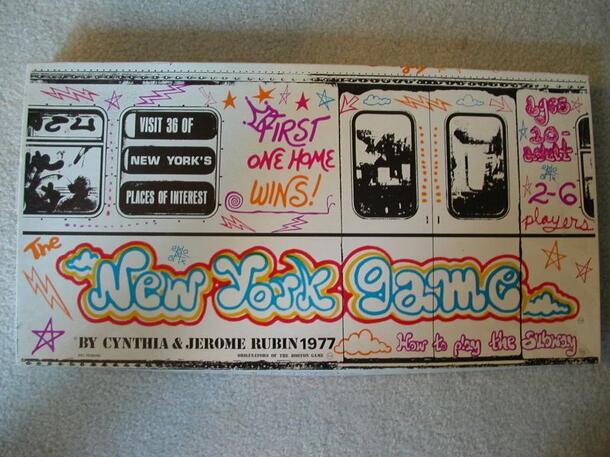 VISIT 36 OF
NEW YORK'S
PLACES OF INTEREST
FIRST
ONE HOME
WINS!
ages
10-
adult
2-6
players
The
New York game
BY CYNTHIA & JEROME RUBIN 1977
ORIGINATORS OF THE BOSTON GAME
How to play the Subway